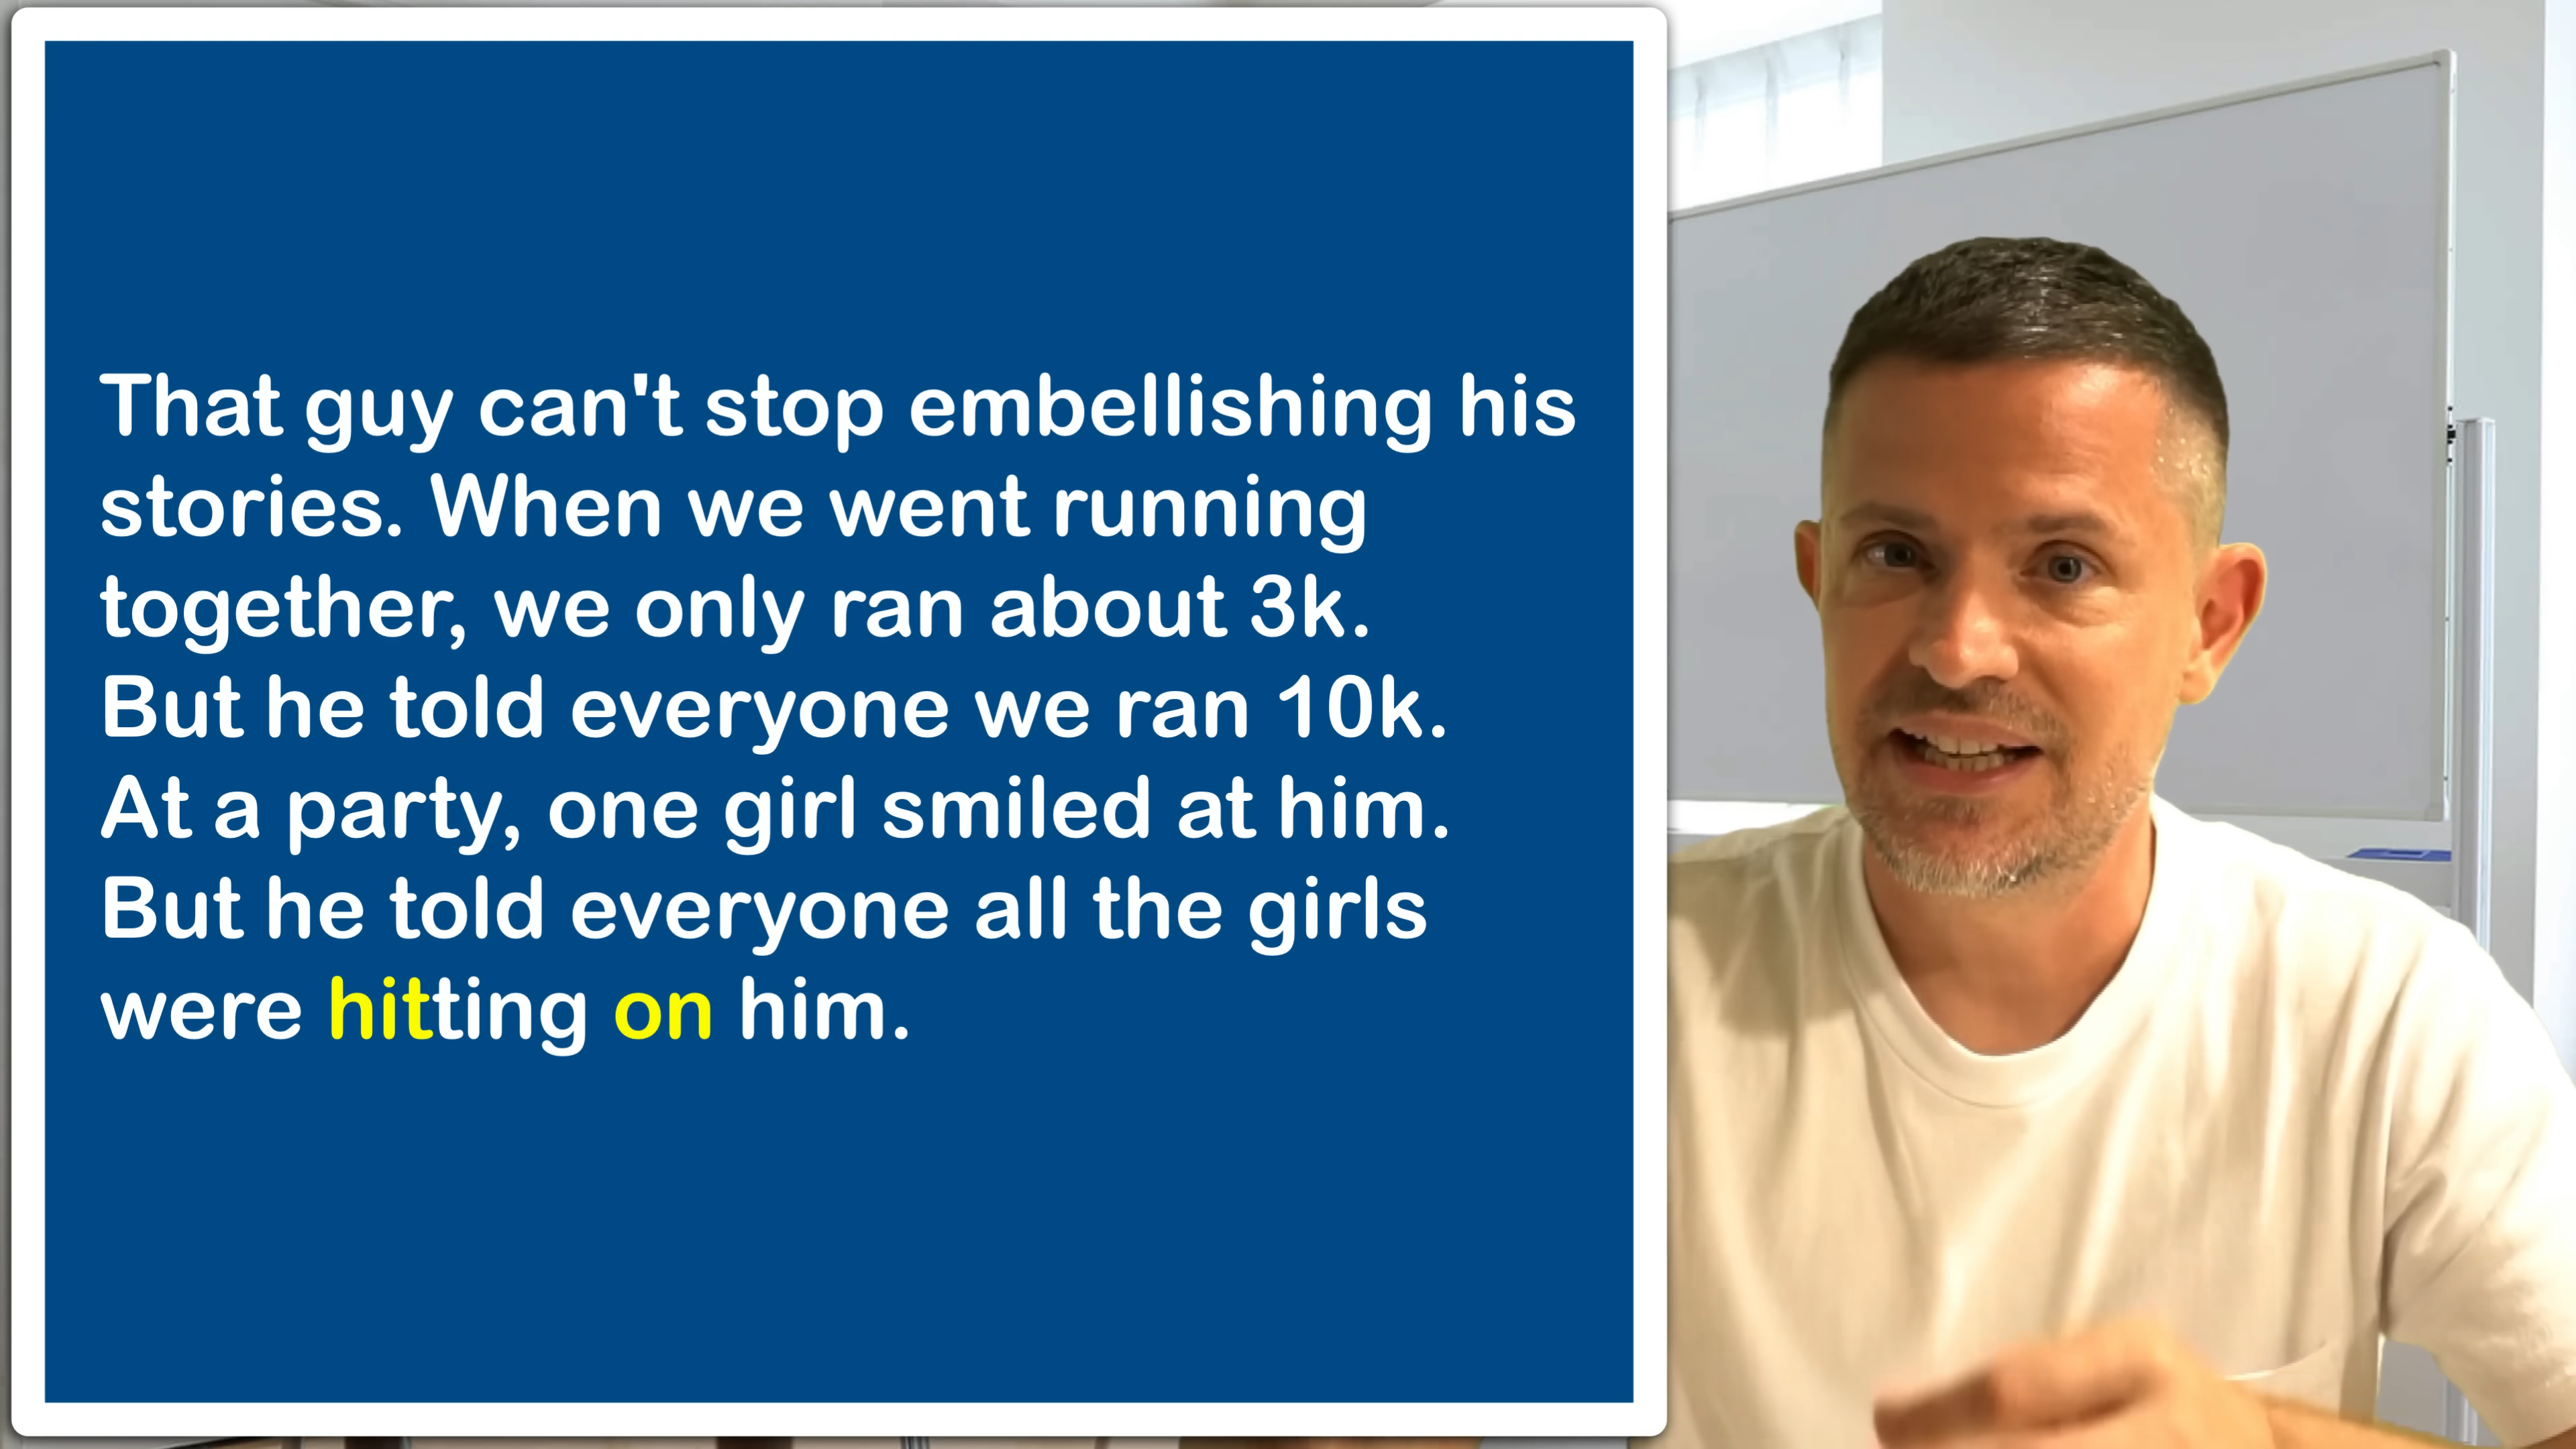 That guy can't stop embellishing his
stories. When we went running
together, we only ran about 3k.
But he told everyone we ran 10k.
At a party, one girl smiled at him.
But he told everyone all the girls
were hitting on him.